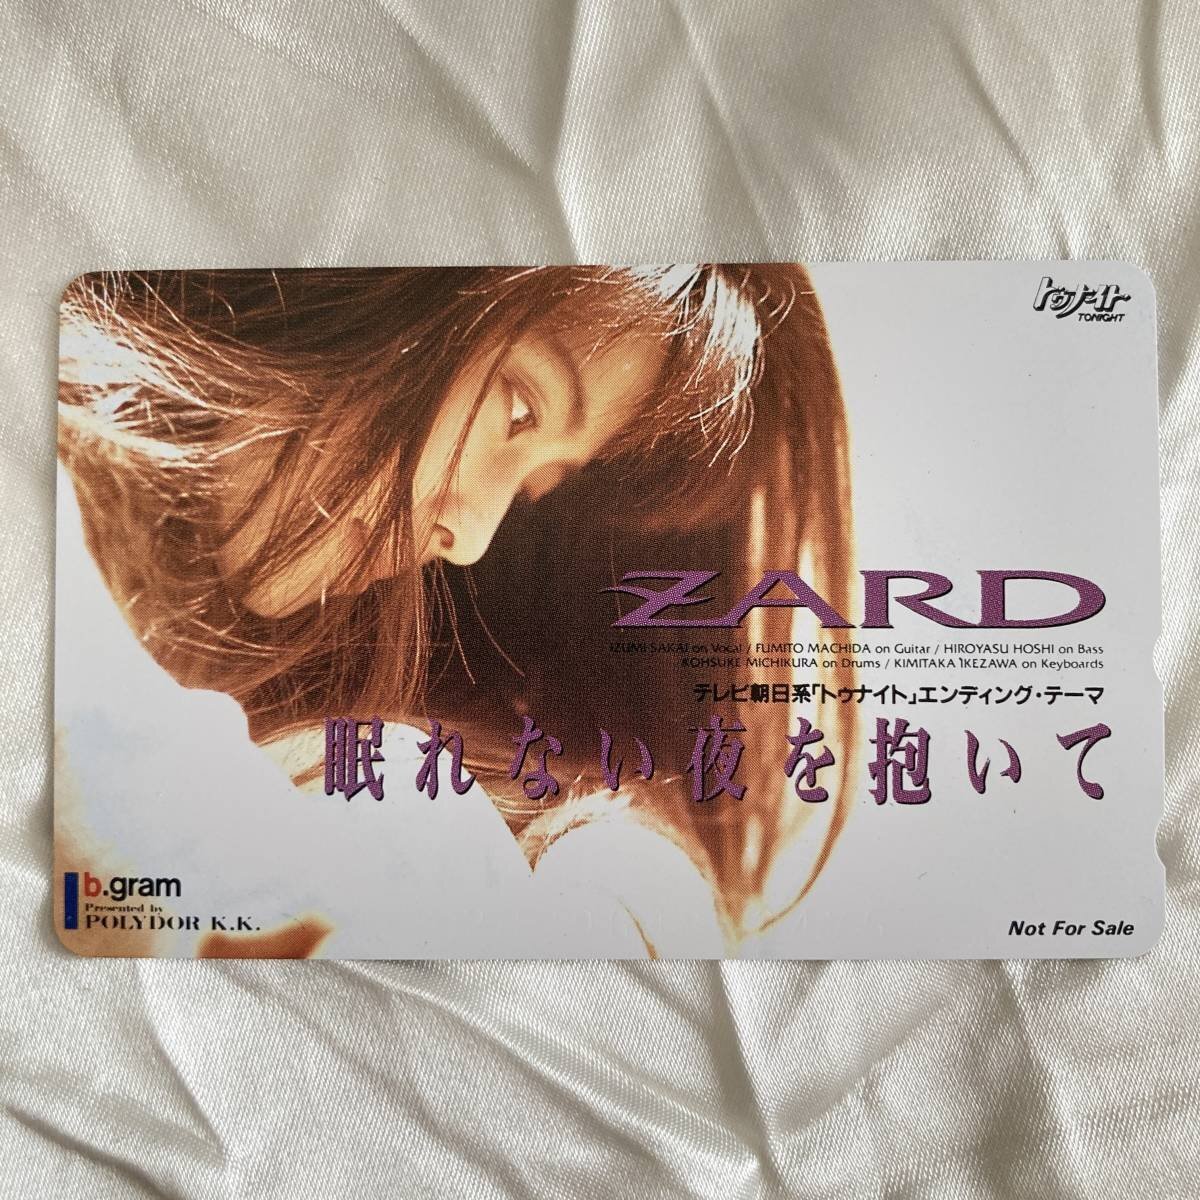 トゥナイト
TONIGHT
ZARD
IZUMI SAKAI on Vocal / FUMITO MACHIDA on Guitar / HIROYASU HOSHI on Bass
KOHSUKE MICHIKURA on Drums / KIMITAKA IKEZAWA on Keyboards
テレビ朝日系「トゥナイト」エンディング・テーマ
眠れない夜を抱いて
b.gram
Presented by
POLYDOR K.K.
Not For Sale